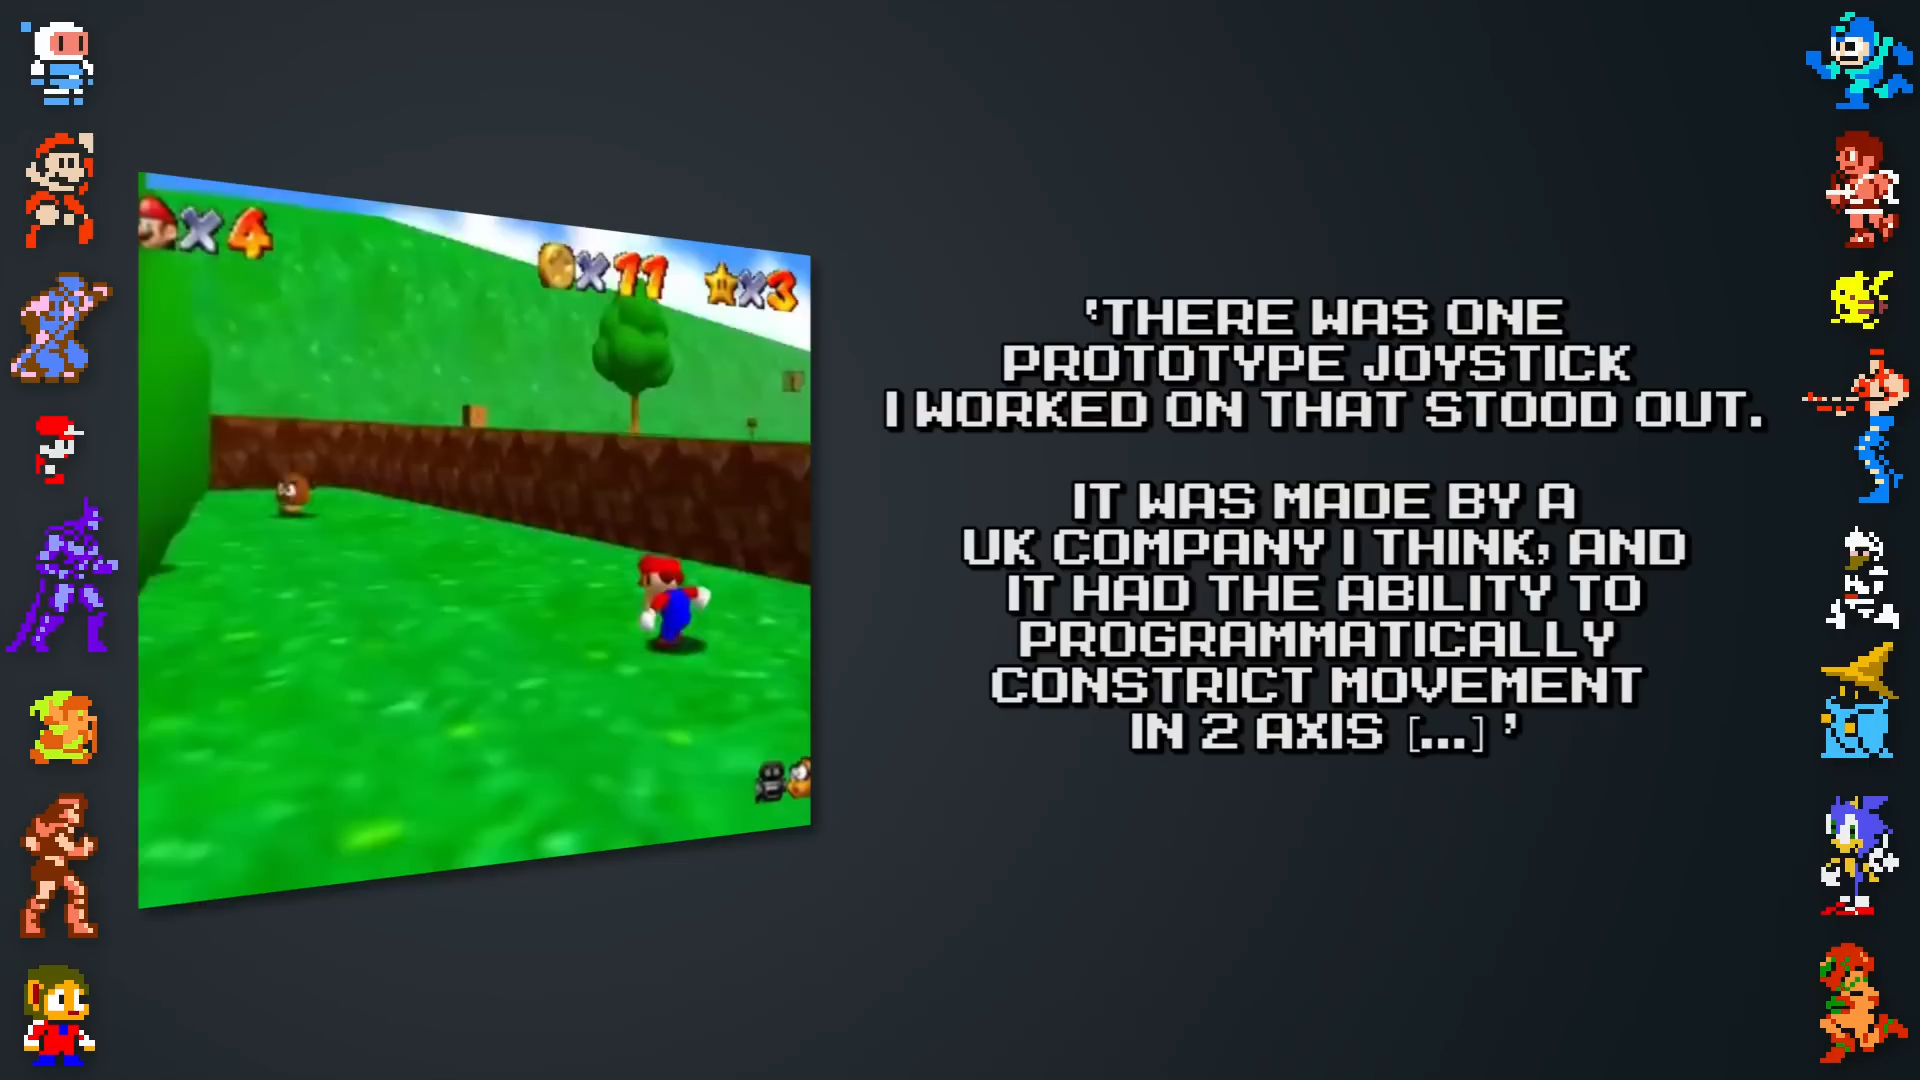 x 4
x 11
x 3
'THERE WAS ONE
PROTOTYPE JOYSTICK
I WORKED ON THAT STOOD OUT.
IT WAS MADE BY A
UK COMPANY I THINK, AND
IT HAD THE ABILITY TO
PROGRAMMATICALLY
CONSTRICT MOVEMENT
IN 2 AXIS [...] '